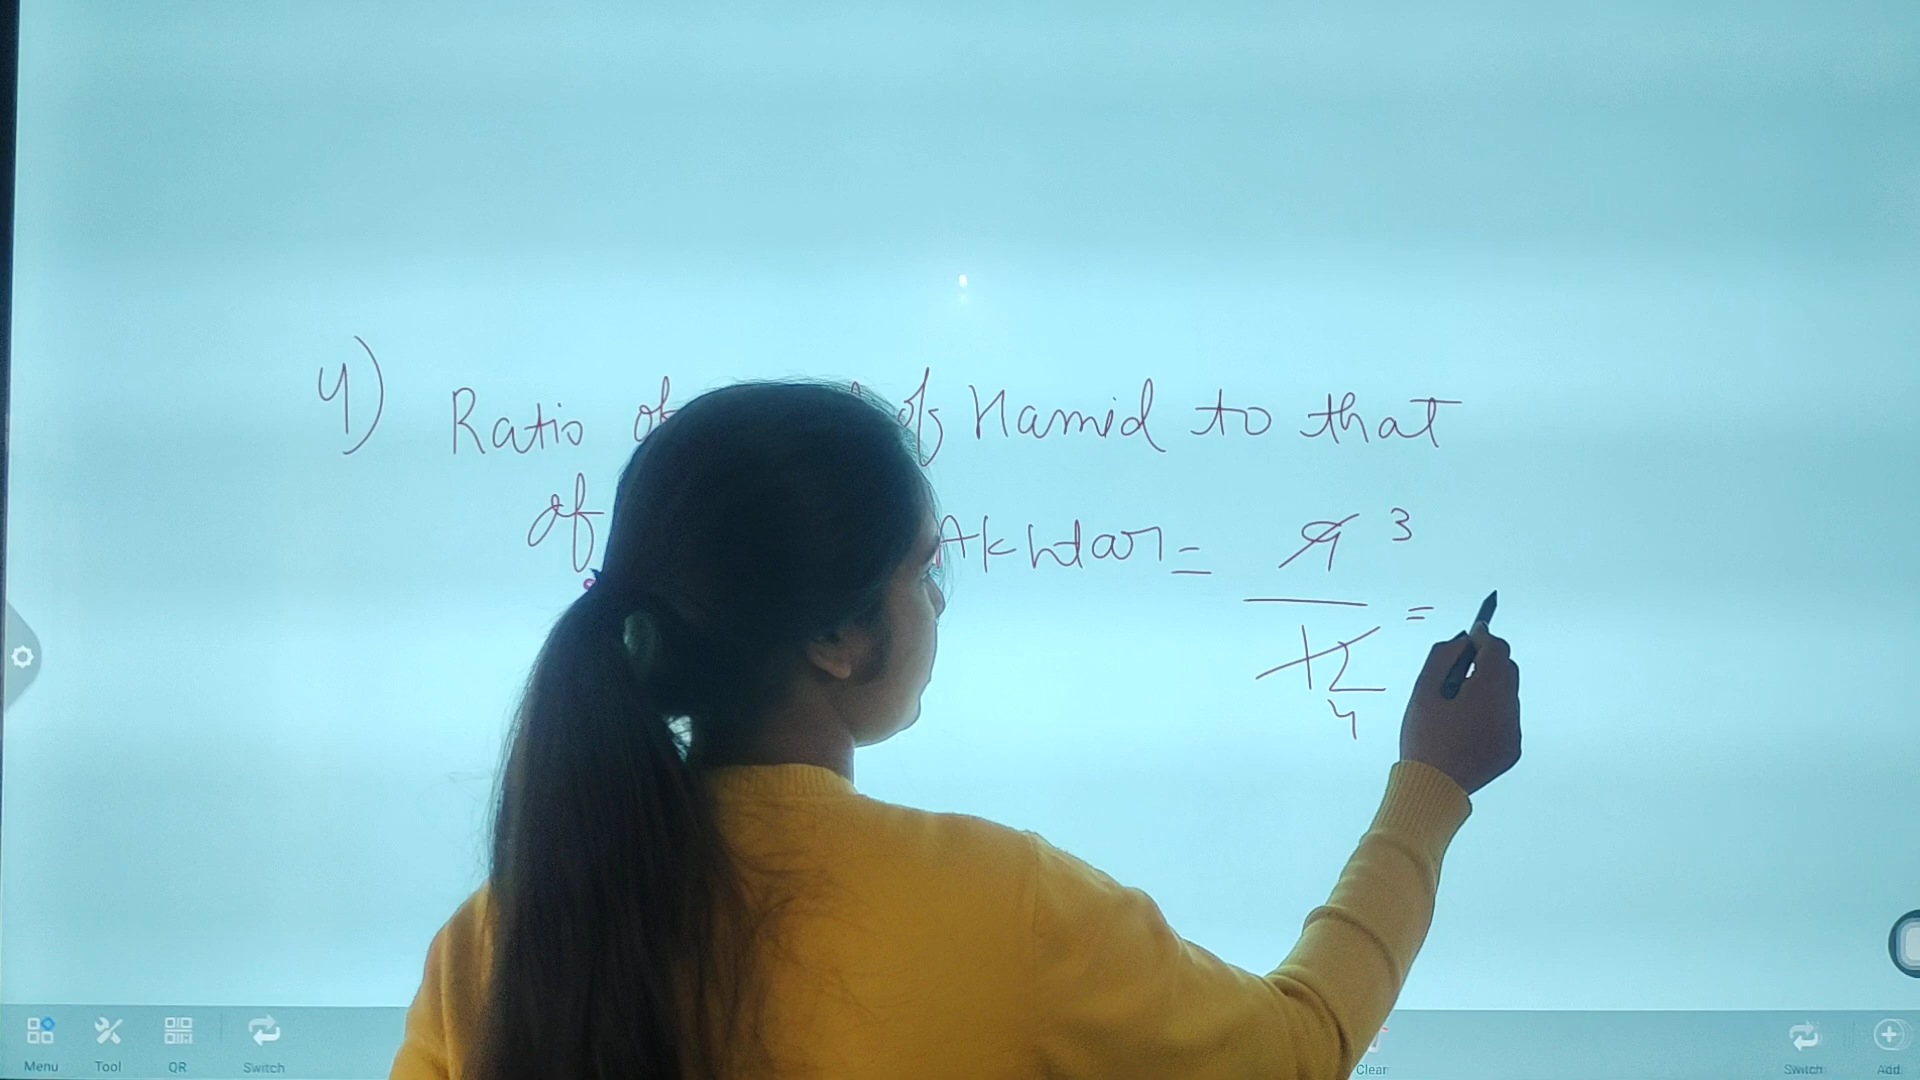 4) Ratio of of Hamid to that
of Akhtar = 9 3
=
12
4
Menu Tool QR Switch Clear Switch Add